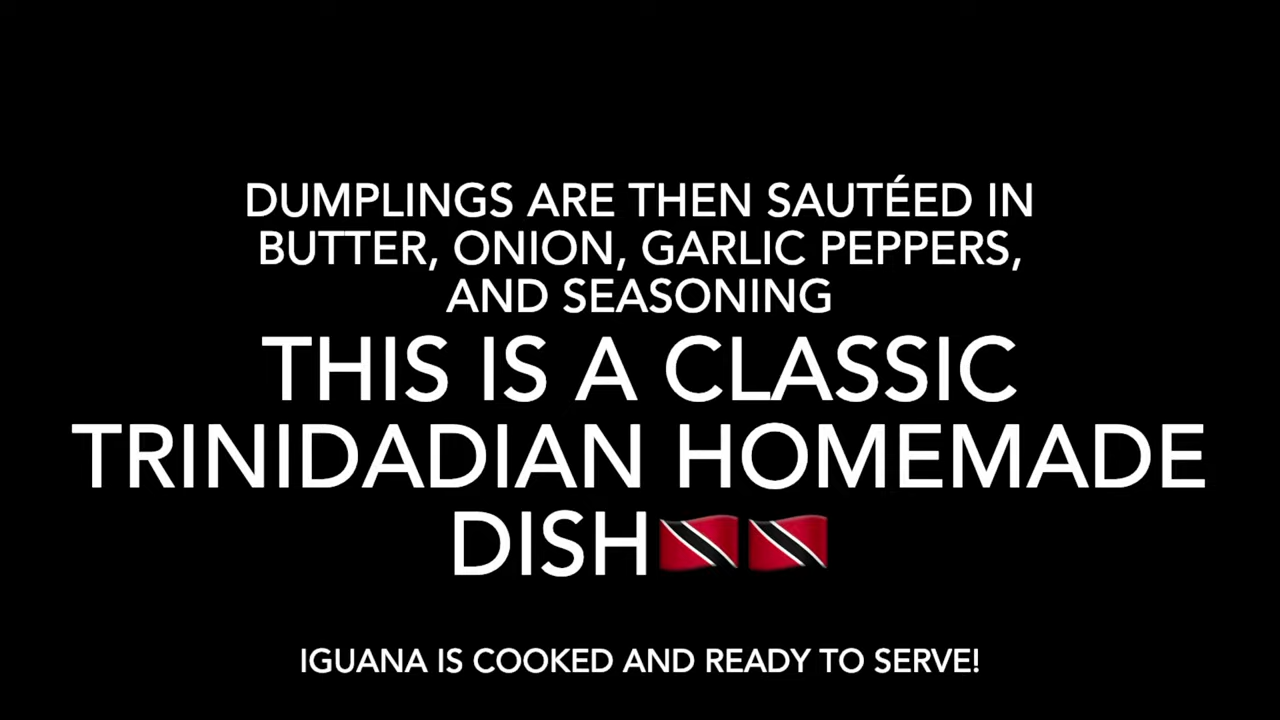 DUMPLINGS ARE THEN SAUTÉED IN
BUTTER, ONION, GARLIC PEPPERS,
AND SEASONING
THIS IS A CLASSIC
TRINIDADIAN HOMEMADE
DISH🇹🇹🇹🇹
IGUANA IS COOKED AND READY TO SERVE!